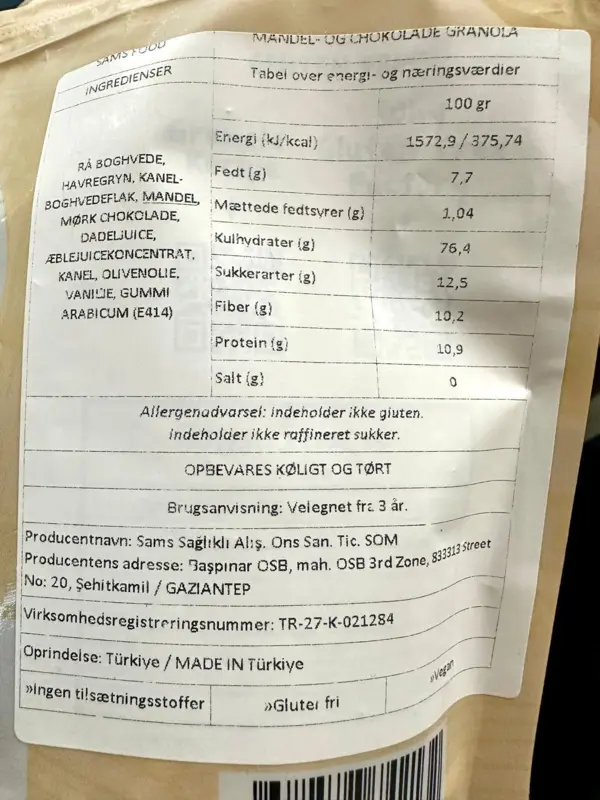 SAMS FOOD
MANDEL- OG CHOKOLADE GRANOLA
INGREDIENSER
Tabel over energi- og næringsværdier
100 gr
RÅ BOGHVEDE,
HAVREGRYN, KANEL-
BOGHVEDEFLAK, MANDEL,
MØRK CHOKOLADE,
DADELJUICE,
ÆBLEJUICEKONCENTRAT,
KANEL, OLIVENOLIE,
VANILJE, GUMMI
ARABICUM (E414)
Energi (kJ/kcal) 1572,9 / 375,74
Fedt (g) 7,7
Mættede fedtsyrer (g) 1,04
Kulhydrater (g) 76,4
Sukkerarter (g) 12,5
Fiber (g) 10,2
Protein (g) 10,9
Salt (g) 0
Allergenadvarsel: Indeholder ikke gluten.
Indeholder ikke raffineret sukker.
OPBEVARES KØLIGT OG TØRT
Brugsanvisning: Velegnet fra 3 år.
Producentnavn: Sams Sağlıklı Alış. Ons San. Tic. SOM
Producentens adresse: Başpınar OSB, mah. OSB 3rd Zone, 833313 Street
No: 20, Şehitkamil / GAZIANTEP
Virksomhedsregistreringsnummer: TR-27-K-021284
Oprindelse: Türkiye / MADE IN Türkiye
»Ingen tilsætningsstoffer »Gluten fri »Vegan